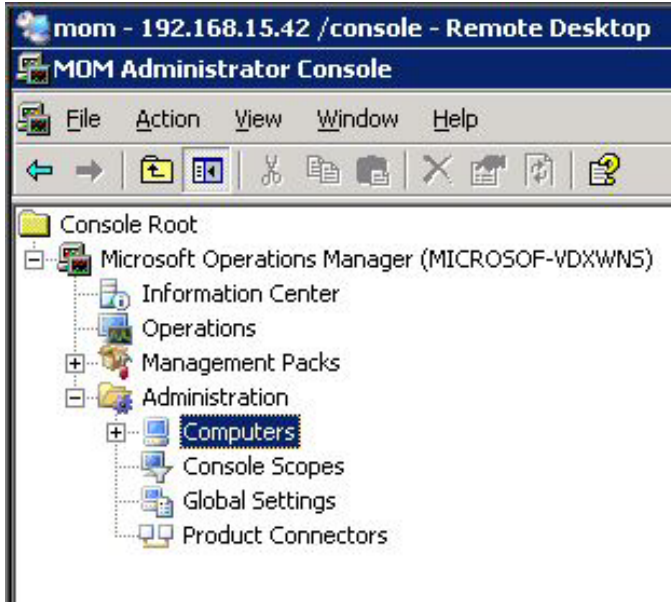 mom - 192.168.15.42 /console - Remote Desktop
MOM Administrator Console
File Action View Window Help
Console Root
Microsoft Operations Manager (MICROSOF-VDXWNS)
Information Center
Operations
Management Packs
Administration
Computers
Console Scopes
Global Settings
Product Connectors